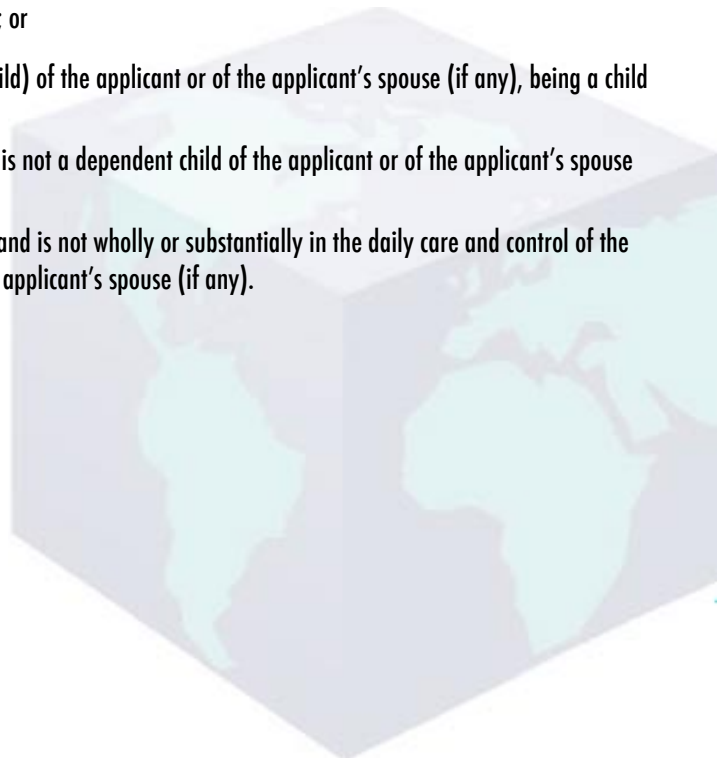 or
ild) of the applicant or of the applicant’s spouse (if any), being a child
is not a dependent child of the applicant or of the applicant’s spouse
and is not wholly or substantially in the daily care and control of the
applicant’s spouse (if any).